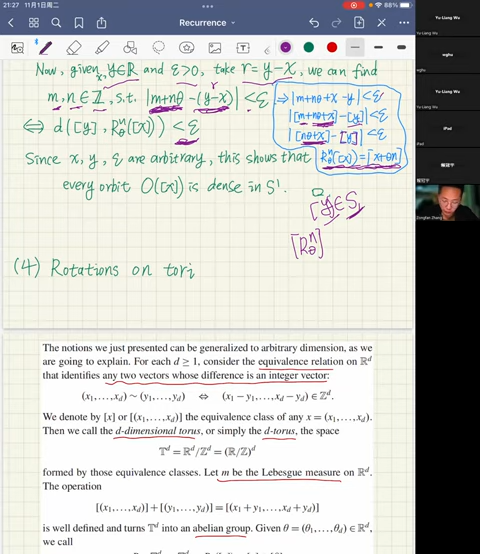 21:27 11月1日周二
88%
Recurrence
Now, given x, y∈ℝ and ε>0, take r = y-x, we can find
m, n∈ℤ, s.t. |m+nθ-(y-x)| < ε
r
⇒ |m+nθ+x-y|<ε
|[m+nθ+x]-[y]|<ε
|[nθ+x]-[y]|<ε
R_θ^n([x])=[x+θn]
⇔ d([y], R_θ^n([x])) < ε
Since x, y, ε are arbitrary, this shows that
every orbit O([x]) is dense in S¹.
[y]∈S,
[R_θ^n]
(4) Rotations on tori
The notions we just presented can be generalized to arbitrary dimension, as we
are going to explain. For each d ≥ 1, consider the equivalence relation on ℝ^d
that identifies any two vectors whose difference is an integer vector:
(x₁,…,x_d) ∼ (y₁,…,y_d) ⇔ (x₁−y₁,…,x_d−y_d) ∈ ℤ^d.
We denote by [x] or [(x₁,…,x_d)] the equivalence class of any x = (x₁,…,x_d).
Then we call the d-dimensional torus, or simply the d-torus, the space
𝕋^d = ℝ^d/ℤ^d = (ℝ/ℤ)^d
formed by those equivalence classes. Let m be the Lebesgue measure on ℝ^d.
The operation
[(x₁,…,x_d)] + [(y₁,…,y_d)] = [(x₁+y₁,…,x_d+y_d)]
is well defined and turns 𝕋^d into an abelian group. Given θ = (θ₁,…,θ_d) ∈ ℝ^d,
we call
Yu-Liang Wu
Yu-Liang Wu
wghu
wghu
iPad
iPad